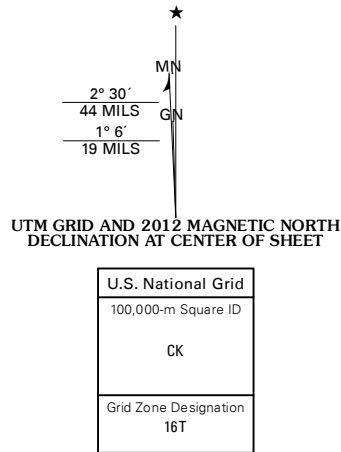 ★
MN
2° 30´
44 MILS
GN
1° 6´
19 MILS
UTM GRID AND 2012 MAGNETIC NORTH
DECLINATION AT CENTER OF SHEET
U.S. National Grid
100,000-m Square ID
CK
Grid Zone Designation
16T